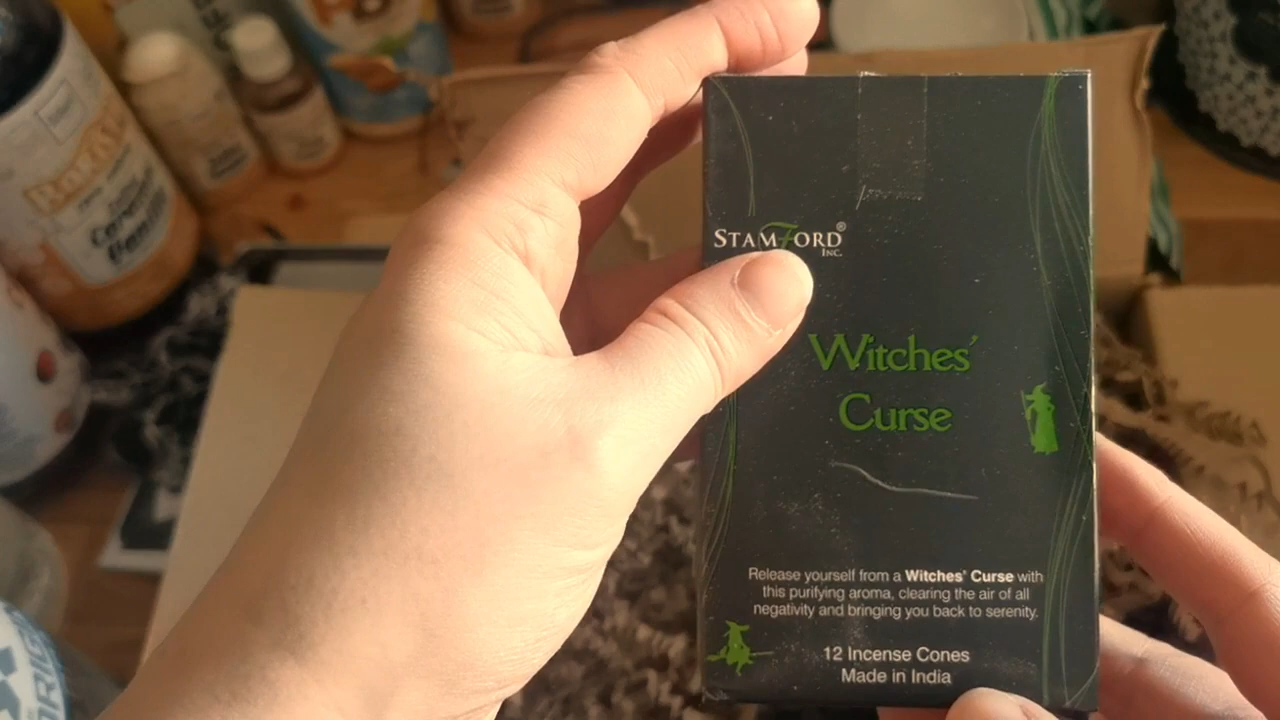 STAMFORD®
INC.
Witches'
Curse
Release yourself from a Witches' Curse with
this purifying aroma, clearing the air of all
negativity and bringing you back to serenity.
12 Incense Cones
Made in India